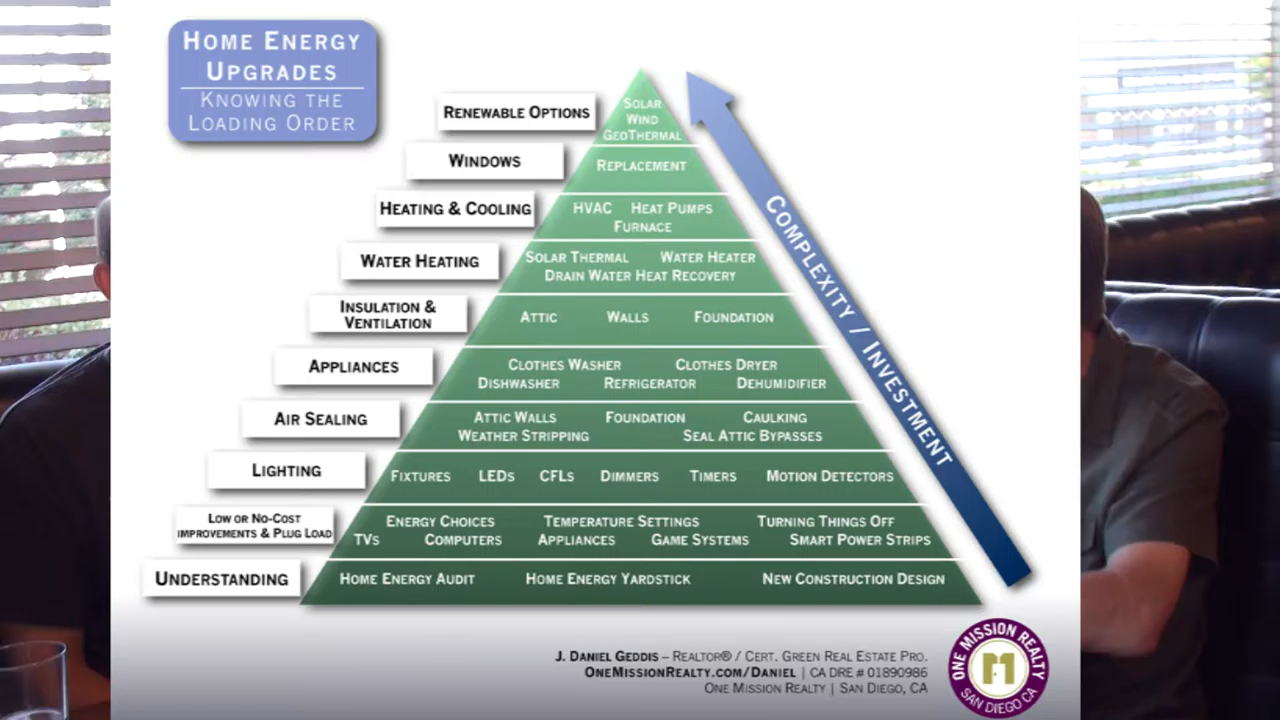 HOME ENERGY
UPGRADES
KNOWING THE
LOADING ORDER
RENEWABLE OPTIONS
SOLAR
WIND
GEOTHERMAL
WINDOWS
REPLACEMENT
HEATING & COOLING
HVAC HEAT PUMPS
FURNACE
WATER HEATING
SOLAR THERMAL WATER HEATER
DRAIN WATER HEAT RECOVERY
INSULATION &
VENTILATION
ATTIC WALLS FOUNDATION
APPLIANCES
CLOTHES WASHER CLOTHES DRYER
DISHWASHER REFRIGERATOR DEHUMIDIFIER
AIR SEALING
ATTIC WALLS FOUNDATION CAULKING
WEATHER STRIPPING SEAL ATTIC BYPASSES
LIGHTING
FIXTURES LEDS CFLS DIMMERS TIMERS MOTION DETECTORS
LOW OR NO-COST
IMPROVEMENTS & PLUG LOAD
ENERGY CHOICES TEMPERATURE SETTINGS TURNING THINGS OFF
TVS COMPUTERS APPLIANCES GAME SYSTEMS SMART POWER STRIPS
UNDERSTANDING
HOME ENERGY AUDIT HOME ENERGY YARDSTICK NEW CONSTRUCTION DESIGN
COMPLEXITY / INVESTMENT
J. DANIEL GEDDIS – REALTOR® / CERT. GREEN REAL ESTATE PRO.
ONEMISSIONREALTY.COM/DANIEL | CA DRE # 01890986
ONE MISSION REALTY | SAN DIEGO, CA
ONE MISSION REALTY
M1
SAN DIEGO CA